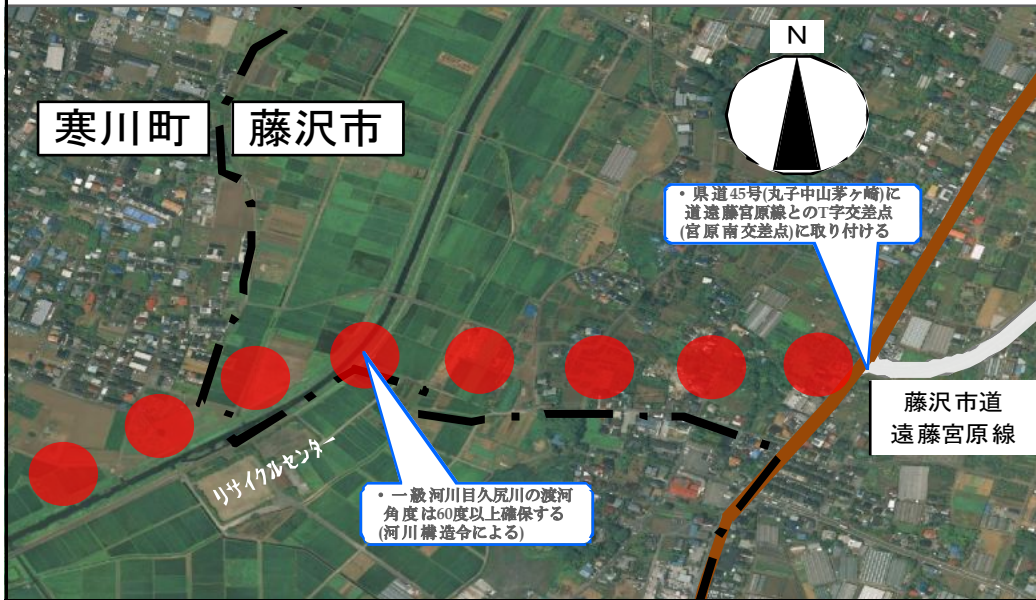 N
寒川町
藤沢市
・県道45号(丸子中山茅ヶ崎)に
道遠藤宮原線とのT字交差点
(宮原南交差点)に取り付ける
藤沢市道
遠藤宮原線
リサイクルセンター
・一級河川目久尻川の渡河
角度は60度以上確保する
(河川構造令による)